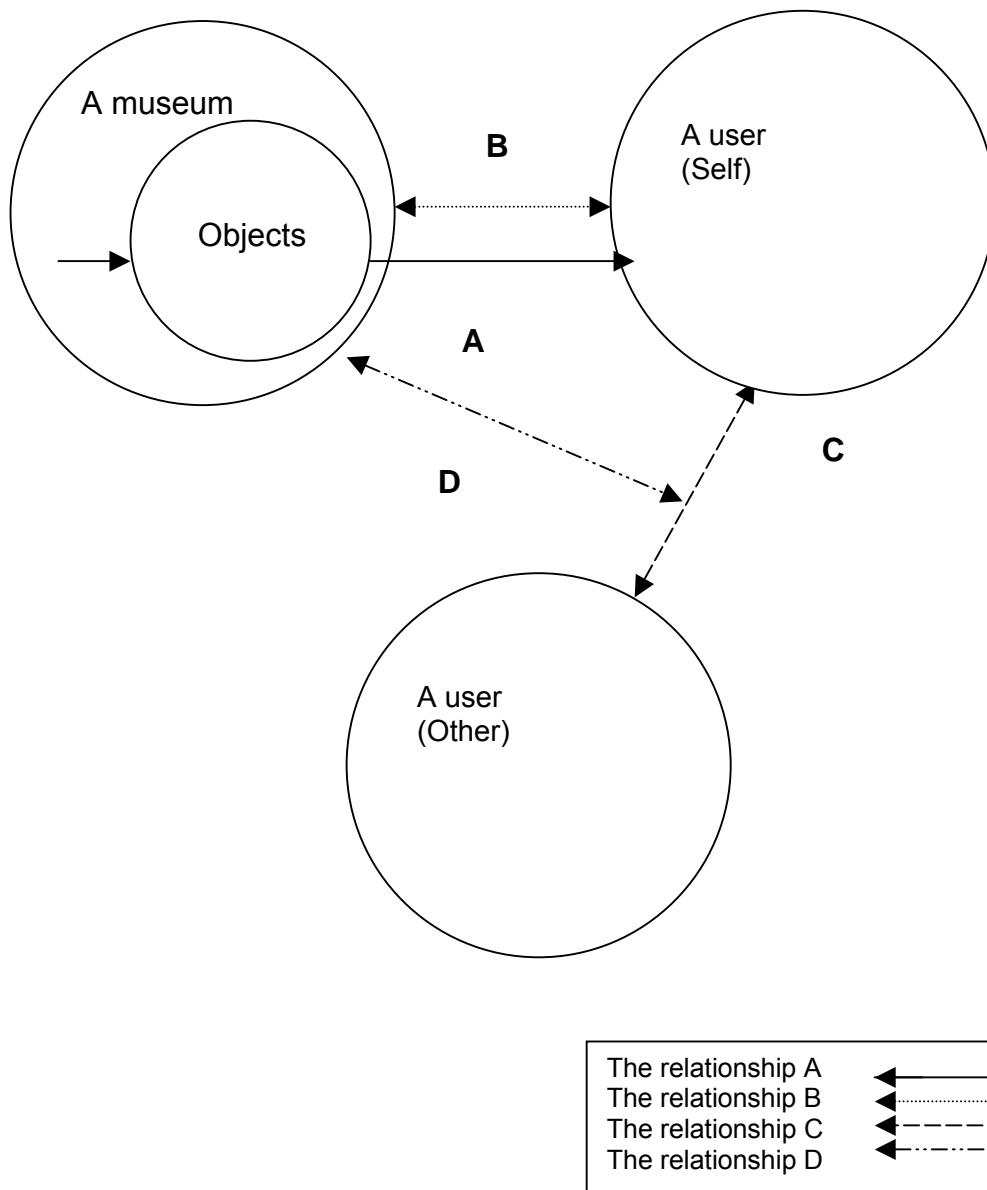 A museum
Objects
B
A user
(Self)
A
C
D
A user
(Other)
The relationship A
The relationship B
The relationship C
The relationship D